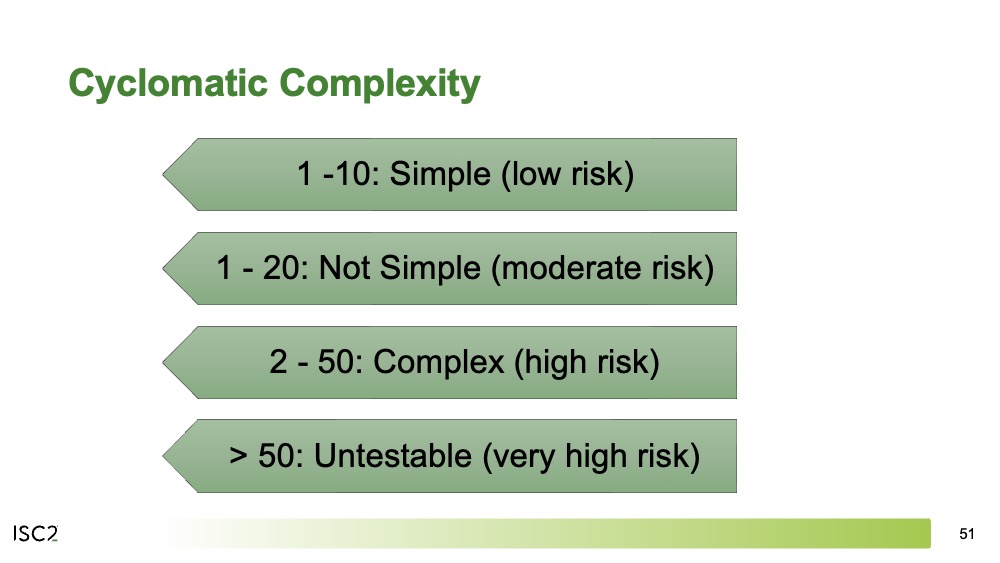 Cyclomatic Complexity
1 -10: Simple (low risk)
1 - 20: Not Simple (moderate risk)
2 - 50: Complex (high risk)
> 50: Untestable (very high risk)
ISC2
51